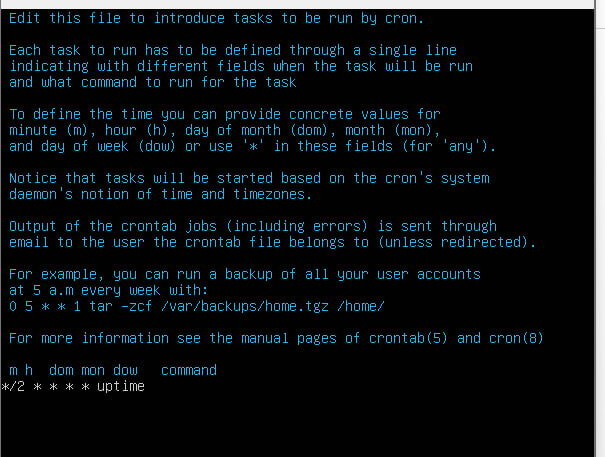 Edit this file to introduce tasks to be run by cron.
Each task to run has to be defined through a single line
indicating with different fields when the task will be run
and what command to run for the task
To define the time you can provide concrete values for
minute (m), hour (h), day of month (dom), month (mon),
and day of week (dow) or use '*' in these fields (for 'any').
Notice that tasks will be started based on the cron's system
daemon's notion of time and timezones.
Output of the crontab jobs (including errors) is sent through
email to the user the crontab file belongs to (unless redirected).
For example, you can run a backup of all your user accounts
at 5 a.m every week with:
0 5 * * 1 tar -zcf /var/backups/home.tgz /home/
For more information see the manual pages of crontab(5) and cron(8)
m h  dom mon dow   command
*/2 * * * * uptime